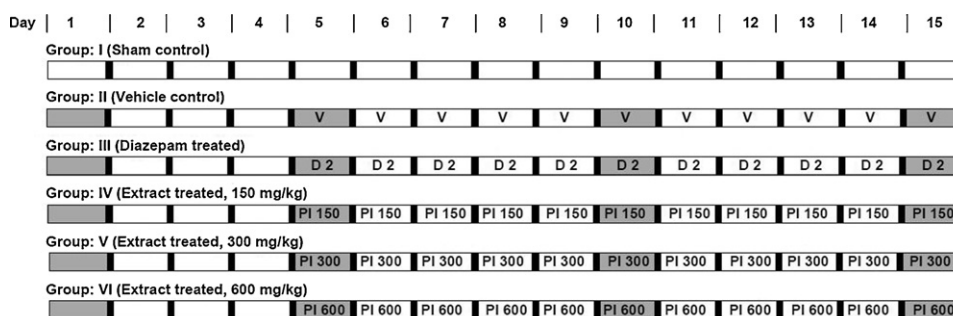 Day | 1 | 2 | 3 | 4 | 5 | 6 | 7 | 8 | 9 | 10 | 11 | 12 | 13 | 14 | 15
Group: I (Sham control)
Group: II (Vehicle control)
V V V V V V V V V V V
Group: III (Diazepam treated)
D 2 D 2 D 2 D 2 D 2 D 2 D 2 D 2 D 2 D 2 D 2
Group: IV (Extract treated, 150 mg/kg)
PI 150 PI 150 PI 150 PI 150 PI 150 PI 150 PI 150 PI 150 PI 150 PI 150 PI 150
Group: V (Extract treated, 300 mg/kg)
PI 300 PI 300 PI 300 PI 300 PI 300 PI 300 PI 300 PI 300 PI 300 PI 300 PI 300
Group: VI (Extract treated, 600 mg/kg)
PI 600 PI 600 PI 600 PI 600 PI 600 PI 600 PI 600 PI 600 PI 600 PI 600 PI 600